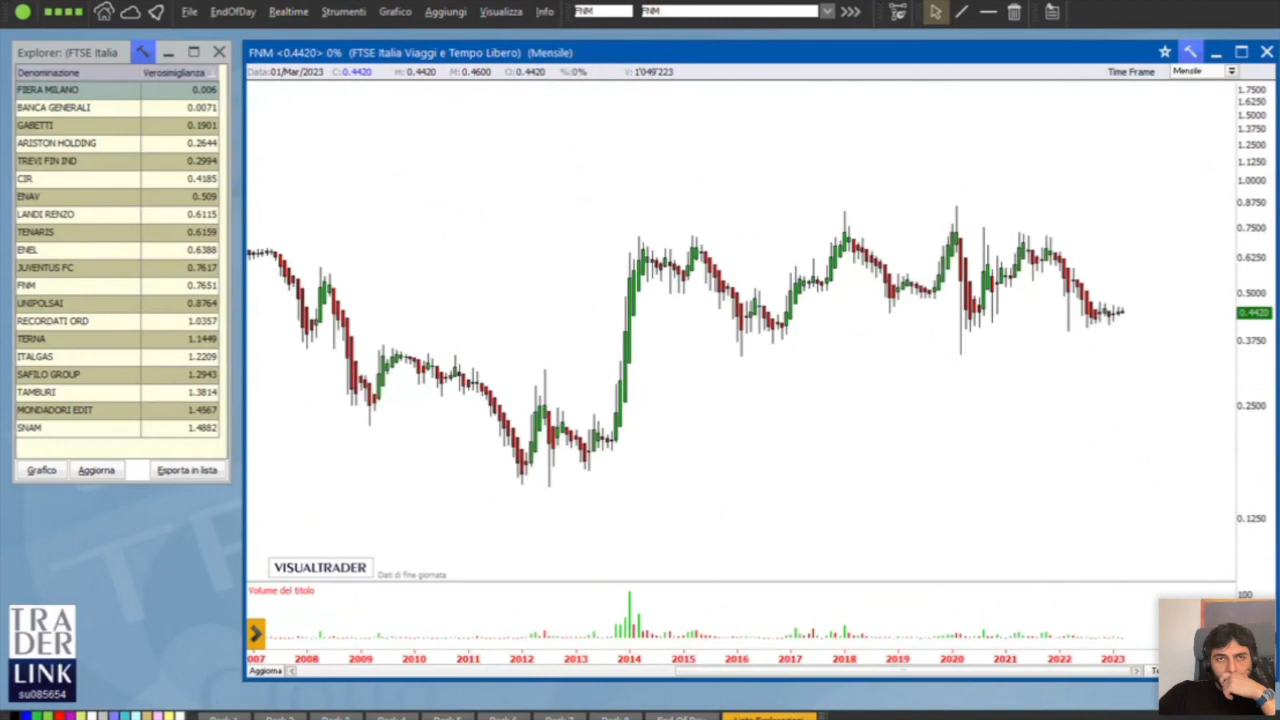 File EndOfDay Realtime Strumenti Grafico Aggiungi Visualizza Info FNM FNM
Explorer: (FTSE Italia
Denominazione Verosimiglianza
FIERA MILANO 0.006
BANCA GENERALI 0.0071
GABETTI 0.1901
ARISTON HOLDING 0.2644
TREVI FIN IND 0.2994
CIR 0.4185
ENAV 0.509
LANDI RENZO 0.6115
TENARIS 0.6159
ENEL 0.6388
JUVENTUS FC 0.7617
FNM 0.7651
UNIPOLSAI 0.8764
RECORDATI ORD 1.0357
TERNA 1.1449
ITALGAS 1.2209
SAFILO GROUP 1.2943
TAMBURI 1.3814
MONDADORI EDIT 1.4567
SNAM 1.4882
Grafico Aggiorna Esporta in lista
FNM <0.4420> 0% (FTSE Italia Viaggi e Tempo Libero) (Mensile)
Data:01/Mar/2023 C: 0.4420 m: 0.4420 M: 0.4600 O: 0.4420 %:0% V: 1'049'223 Time Frame Mensile
1.7500
1.6250
1.5000
1.3750
1.2500
1.1250
1.0000
0.8750
0.7500
0.6250
0.5000
0.4420
0.3750
0.2500
0.1250
VISUALTRADER Dati di fine giornata
Volume del titolo
100
007 2008 2009 2010 2011 2012 2013 2014 2015 2016 2017 2018 2019 2020 2021 2022 2023
Aggiorna
TRA
DER
LINK
su085654